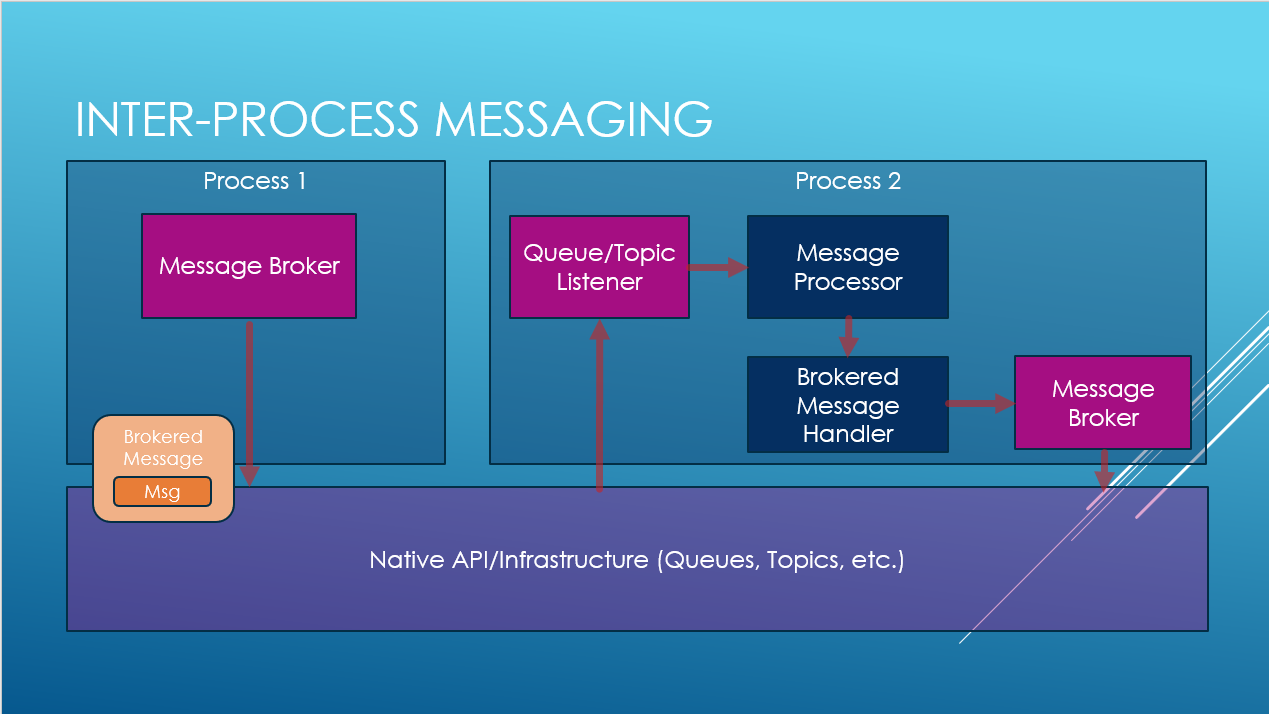 INTER-PROCESS MESSAGING
Process 1
Message Broker
Brokered
Message
Msg
Process 2
Queue/Topic
Listener
Message
Processor
Brokered
Message
Handler
Message
Broker
Native API/Infrastructure (Queues, Topics, etc.)